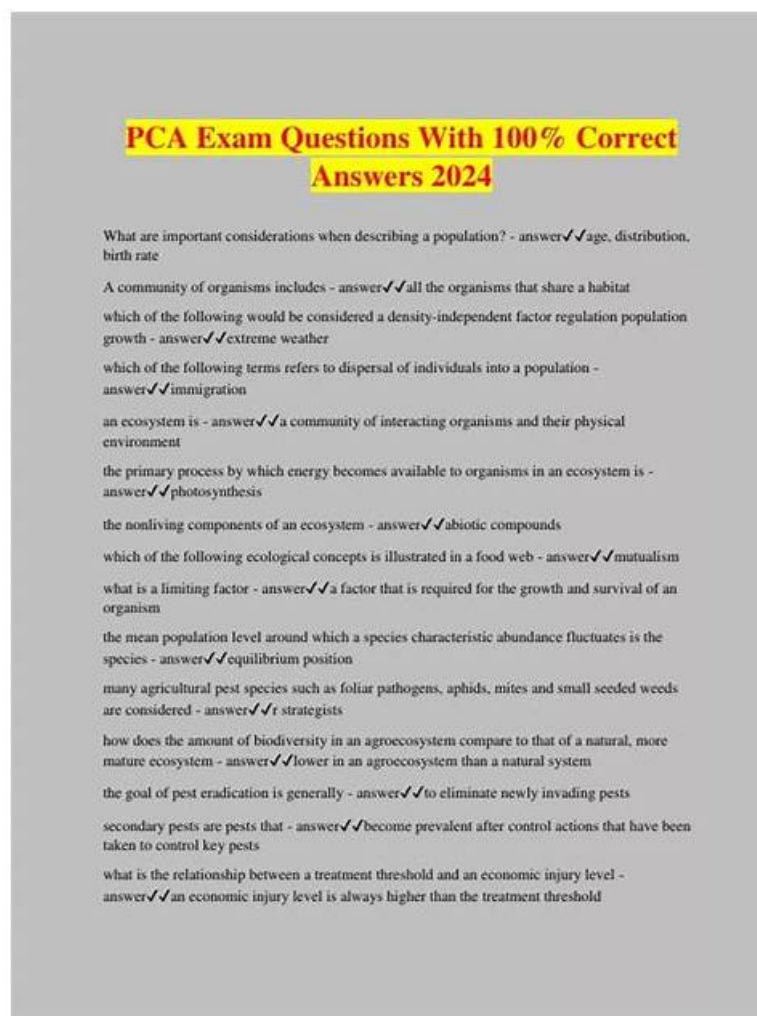 PCA Exam Questions With 100% Correct
Answers 2024
What are important considerations when describing a population? - answer✓✓age, distribution,
birth rate
A community of organisms includes - answer✓✓all the organisms that share a habitat
which of the following would be considered a density-independent factor regulation population
growth - answer✓✓extreme weather
which of the following terms refers to dispersal of individuals into a population -
answer✓✓immigration
an ecosystem is - answer✓✓a community of interacting organisms and their physical
environment
the primary process by which energy becomes available to organisms in an ecosystem is -
answer✓✓photosynthesis
the nonliving components of an ecosystem - answer✓✓abiotic compounds
which of the following ecological concepts is illustrated in a food web - answer✓✓mutualism
what is a limiting factor - answer✓✓a factor that is required for the growth and survival of an
organism
the mean population level around which a species characteristic abundance fluctuates is the
species - answer✓✓equilibrium position
many agricultural pest species such as foliar pathogens, aphids, mites and small seeded weeds
are considered - answer✓✓r strategists
how does the amount of biodiversity in an agroecosystem compare to that of a natural, more
mature ecosystem - answer✓✓lower in an agroecosystem than a natural system
the goal of pest eradication is generally - answer✓✓to eliminate newly invading pests
secondary pests are pests that - answer✓✓become prevalent after control actions that have been
taken to control key pests
what is the relationship between a treatment threshold and an economic injury level -
answer✓✓an economic injury level is always higher than the treatment threshold